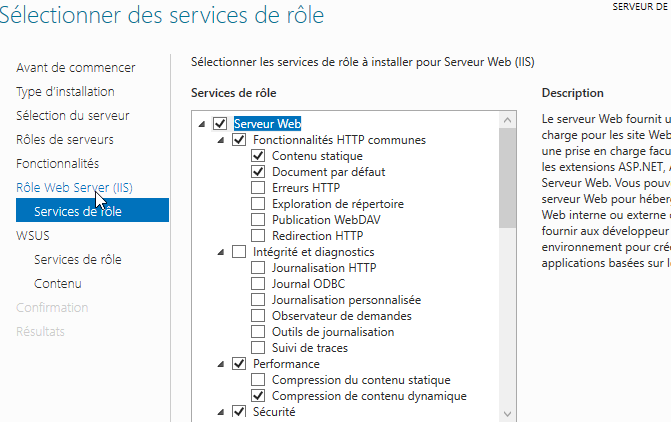 Sélectionner des services de rôle
SERVEUR DE
Avant de commencer
Type d'installation
Sélection du serveur
Rôles de serveurs
Fonctionnalités
Rôle Web Server (IIS)
Services de rôle
WSUS
Services de rôle
Contenu
Confirmation
Résultats
Sélectionner les services de rôle à installer pour Serveur Web (IIS)
Services de rôle
Serveur Web
Fonctionnalités HTTP communes
Contenu statique
Document par défaut
Erreurs HTTP
Exploration de répertoire
Publication WebDAV
Redirection HTTP
Intégrité et diagnostics
Journalisation HTTP
Journal ODBC
Journalisation personnalisée
Observateur de demandes
Outils de journalisation
Suivi de traces
Performance
Compression du contenu statique
Compression de contenu dynamique
Sécurité
Description
Le serveur Web fournit u
charge pour les site Web
une prise en charge facu
les extensions ASP.NET, A
Serveur Web. Vous pouv
serveur Web pour héber
Web interne ou externe
fournir aux développeur
environnement pour cré
applications basées sur l